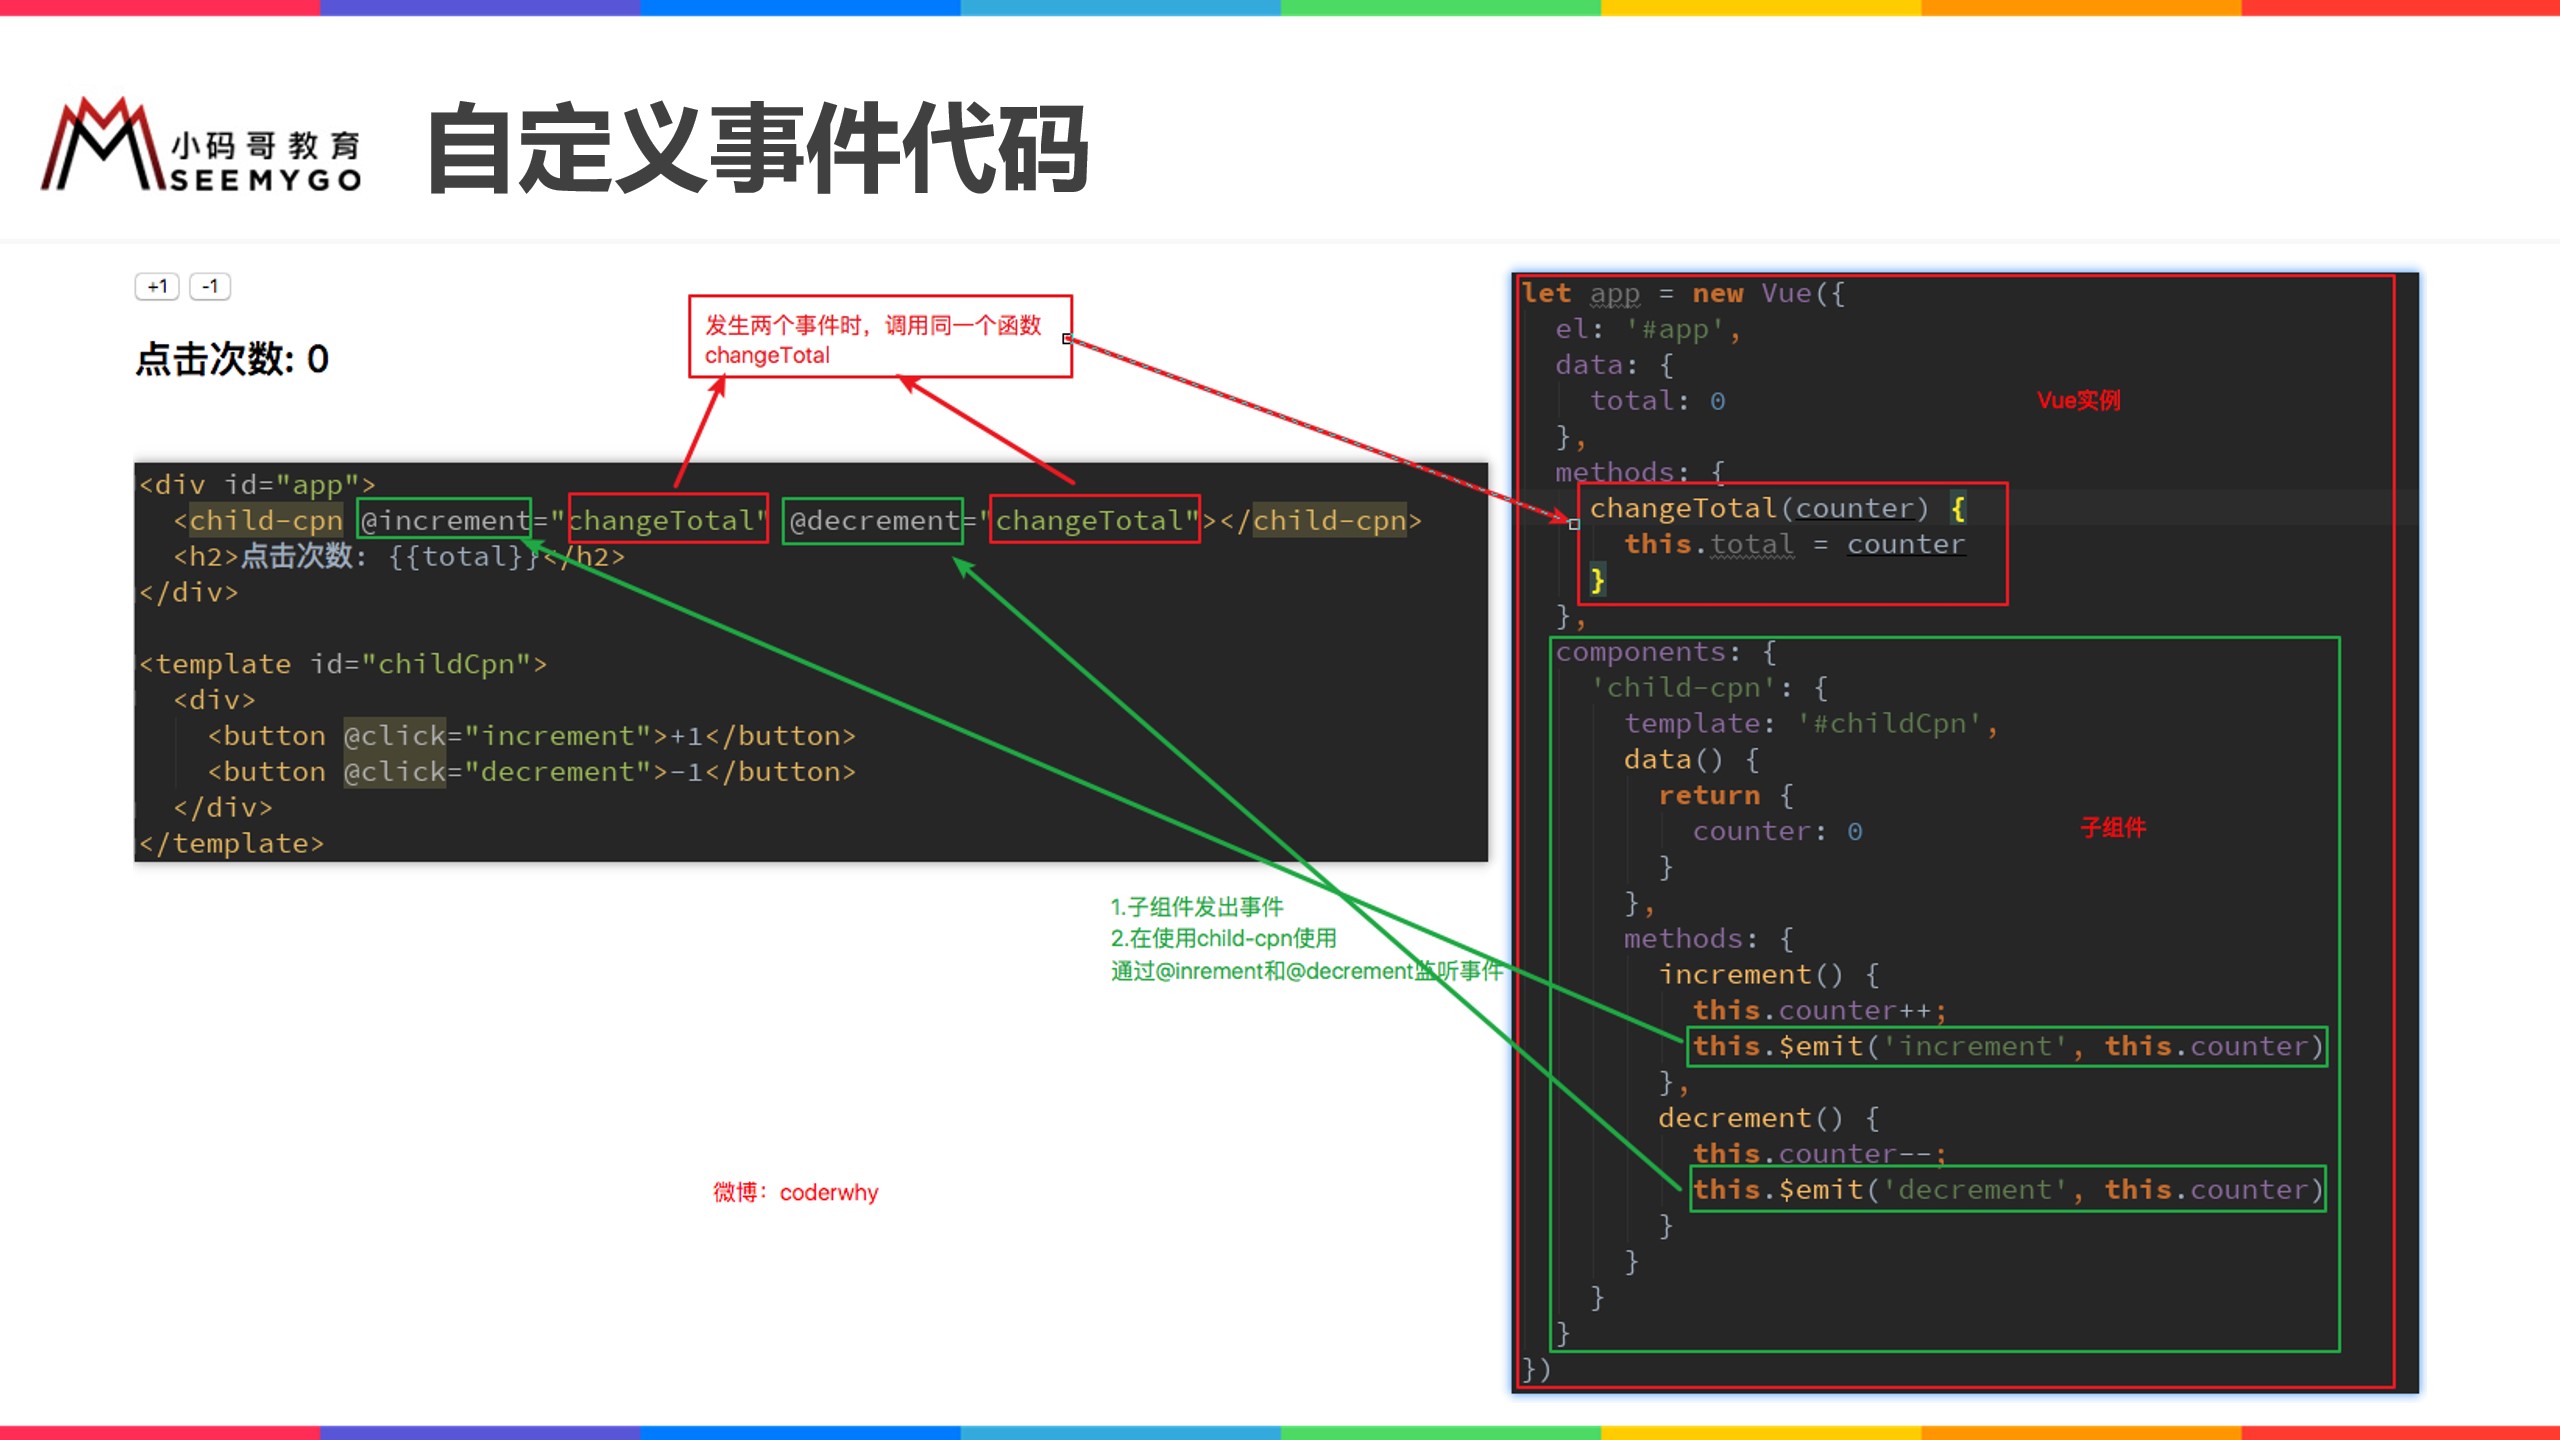 小码哥教育
SEEMYGO
自定义事件代码
+1 -1
点击次数: 0
发生两个事件时，调用同一个函数
changeTotal
<div id="app">
  <child-cpn @increment="changeTotal" @decrement="changeTotal"></child-cpn>
  <h2>点击次数: {{total}}</h2>
</div>
<template id="childCpn">
  <div>
    <button @click="increment">+1</button>
    <button @click="decrement">-1</button>
  </div>
</template>
1.子组件发出事件
2.在使用child-cpn使用
通过@inrement和@decrement监听事件
微博：coderwhy
let app = new Vue({
  el: '#app',
  data: {
    total: 0
  },
  methods: {
    changeTotal(counter) {
      this.total = counter
    }
  },
  components: {
    'child-cpn': {
      template: '#childCpn',
      data() {
        return {
          counter: 0
        }
      },
      methods: {
        increment() {
          this.counter++;
          this.$emit('increment', this.counter)
        },
        decrement() {
          this.counter--;
          this.$emit('decrement', this.counter)
        }
      }
    }
  }
})
Vue实例
子组件